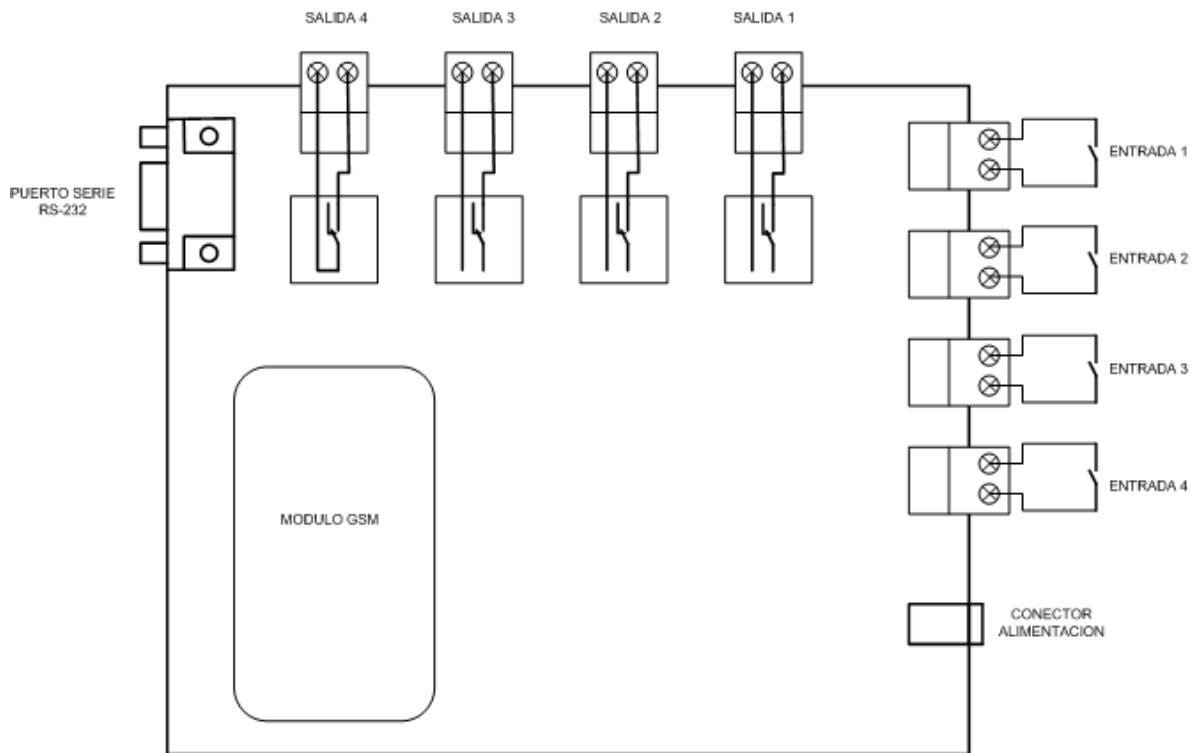 SALIDA 4
SALIDA 3
SALIDA 2
SALIDA 1
PUERTO SERIE
RS-232
ENTRADA 1
ENTRADA 2
ENTRADA 3
ENTRADA 4
MODULO GSM
CONECTOR
ALIMENTACION